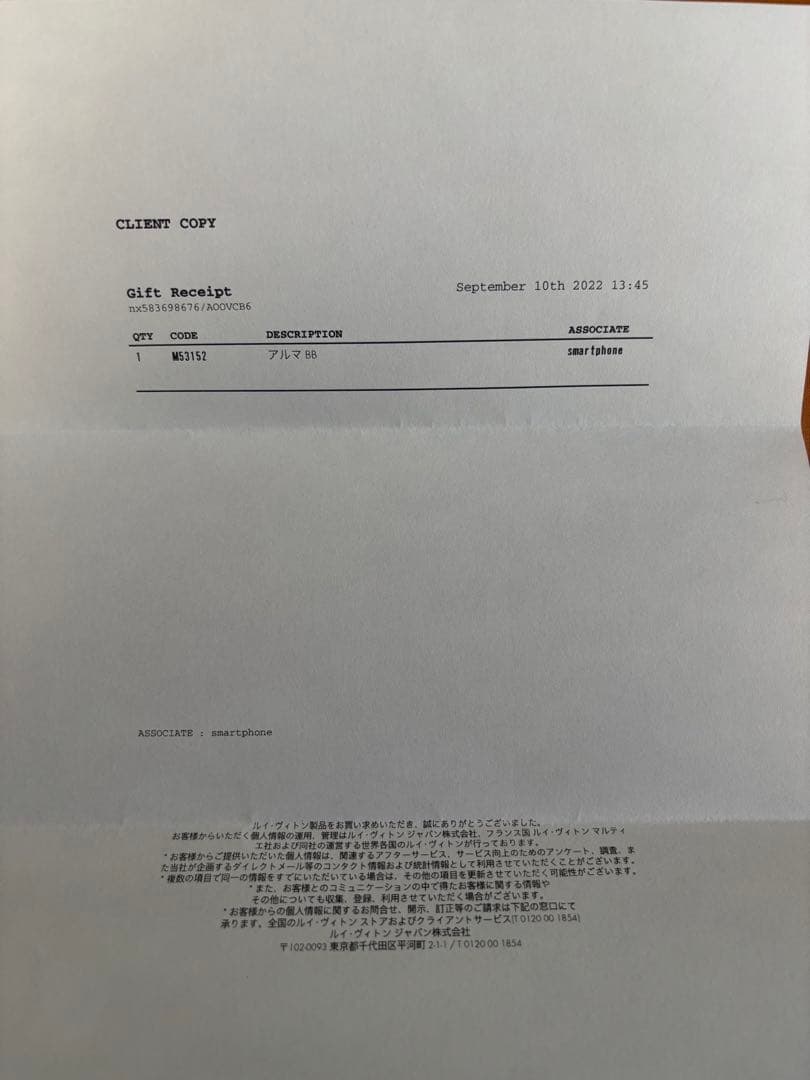 CLIENT COPY
Gift Receipt
September 10th 2022 13:45
nx583698676/AOOVCB6
QTY CODE DESCRIPTION ASSOCIATE
1 M53152 アルマ BB smartphone
ASSOCIATE : smartphone
ルイ・ヴィトン製品をお買い求めいただき、誠にありがとうございました。
お客様からいただく個人情報の運用、管理はルイ・ヴィトン ジャパン株式会社、フランス国 ルイ・ヴィトン マルティ
エ社および同社の運営する世界各国のルイ・ヴィトンが行っております。
*お客様からご提供いただいた個人情報は、関連するアフターサービス、サービス向上のためのアンケート、調査、ま
た当社が企画するダイレクトメール等のコンタクト情報および統計情報として利用させていただくことがございます。
*複数の項目で同一の情報をすでにいただいている場合は、その他の項目を更新させていただく可能性がございます。
*また、お客様とのコミュニケーションの中で得たお客様に関する情報や
その他についても収集、登録、利用させていただく場合がございます。
*お客様からの個人情報に関するお問合せ、開示、訂正等のご請求は下記の窓口にて
承ります。全国のルイ・ヴィトン ストアおよびクライアントサービス(T 0120 00 1854)
ルイ・ヴィトン ジャパン株式会社
〒102-0093 東京都千代田区平河町 2-1-1 / T 0120 00 1854